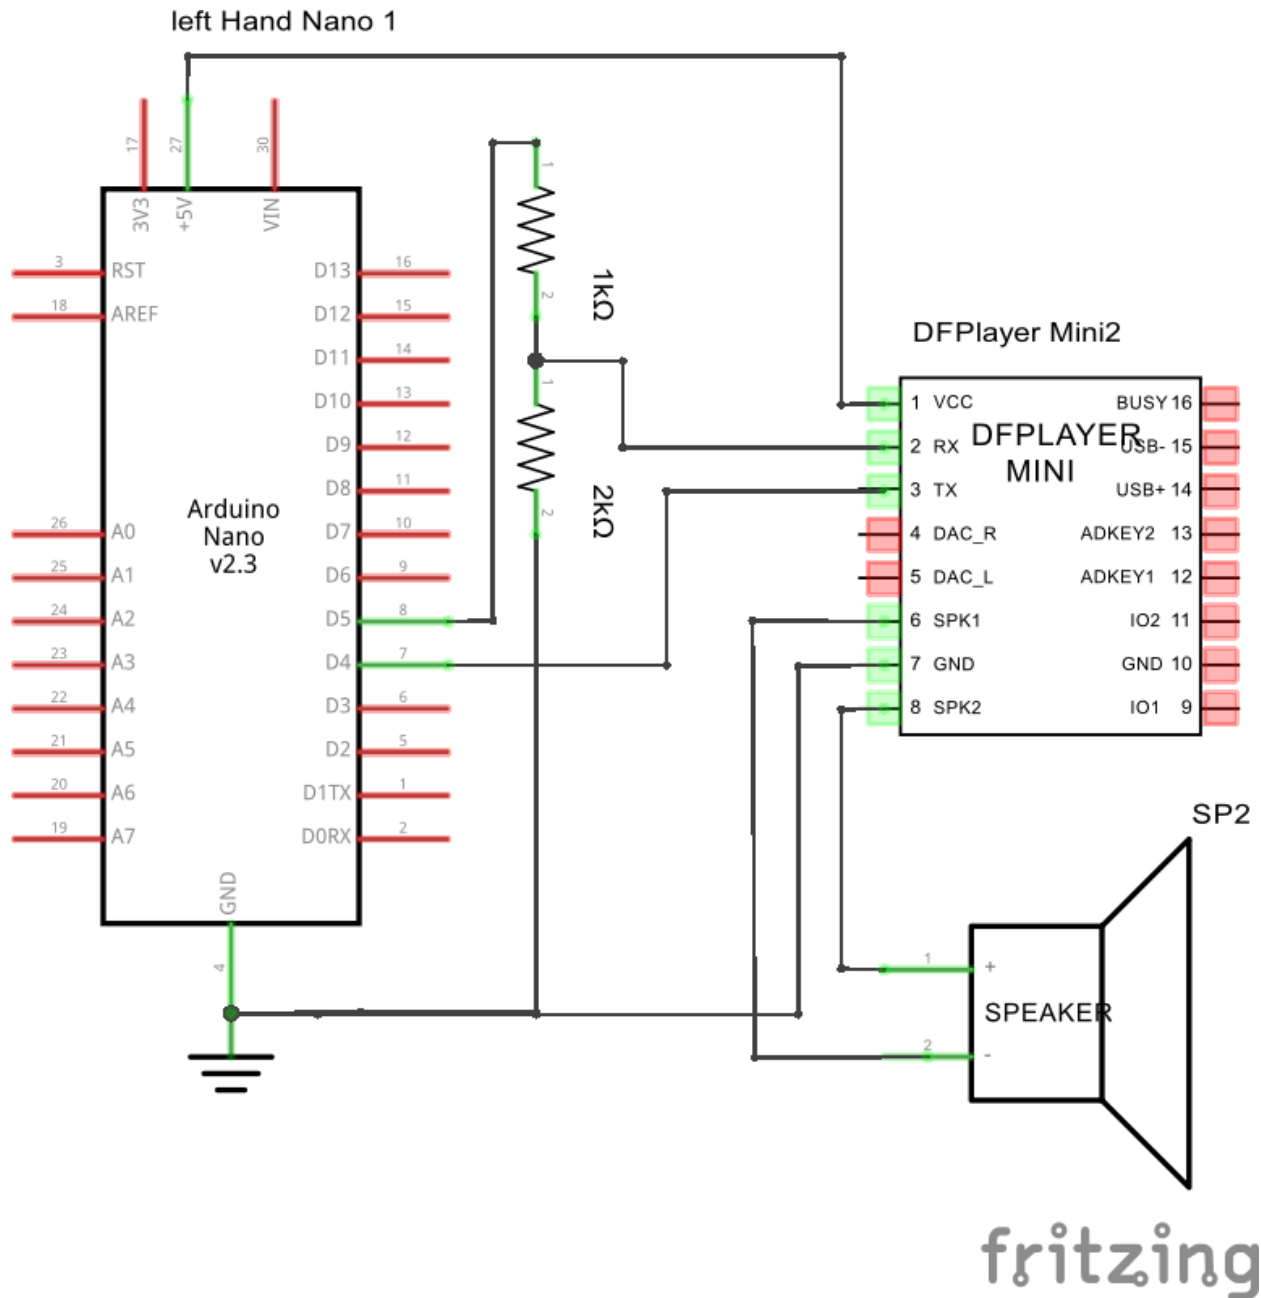 left Hand Nano 1
17
27
30
3V3
+5V
VIN
3
RST
D13
16
18
AREF
D12
15
D11
14
D10
13
D9
12
D8
11
Arduino
Nano
v2.3
26
A0
D7
10
25
A1
D6
9
24
A2
D5
8
23
A3
D4
7
22
A4
D3
6
21
A5
D2
5
20
A6
D1TX
1
19
A7
D0RX
2
GND
4
1
2
1kΩ
1
2
2kΩ
DFPlayer Mini2
DFPLAYER
MINI
1 VCC
BUSY 16
2 RX
USB- 15
3 TX
USB+ 14
4 DAC_R
ADKEY2 13
5 DAC_L
ADKEY1 12
6 SPK1
IO2 11
7 GND
GND 10
8 SPK2
IO1 9
SP2
1
+
SPEAKER
2
-
fritzing